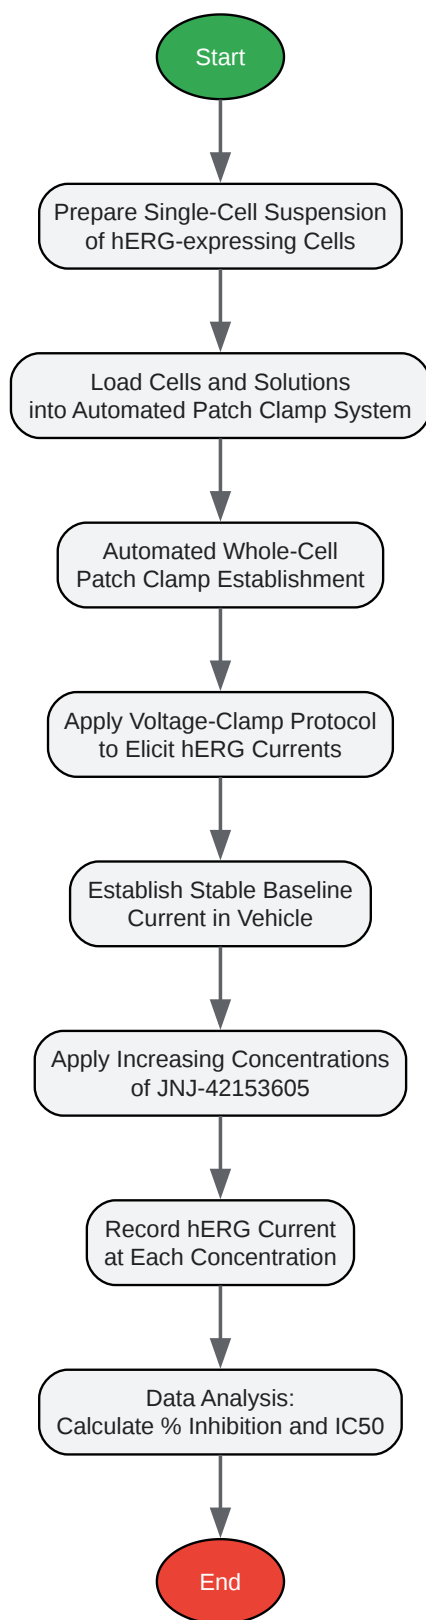 Start
Prepare Single-Cell Suspension
of hERG-expressing Cells
Load Cells and Solutions
into Automated Patch Clamp System
Automated Whole-Cell
Patch Clamp Establishment
Apply Voltage-Clamp Protocol
to Elicit hERG Currents
Establish Stable Baseline
Current in Vehicle
Apply Increasing Concentrations
of JNJ-42153605
Record hERG Current
at Each Concentration
Data Analysis:
Calculate % Inhibition and IC50
End